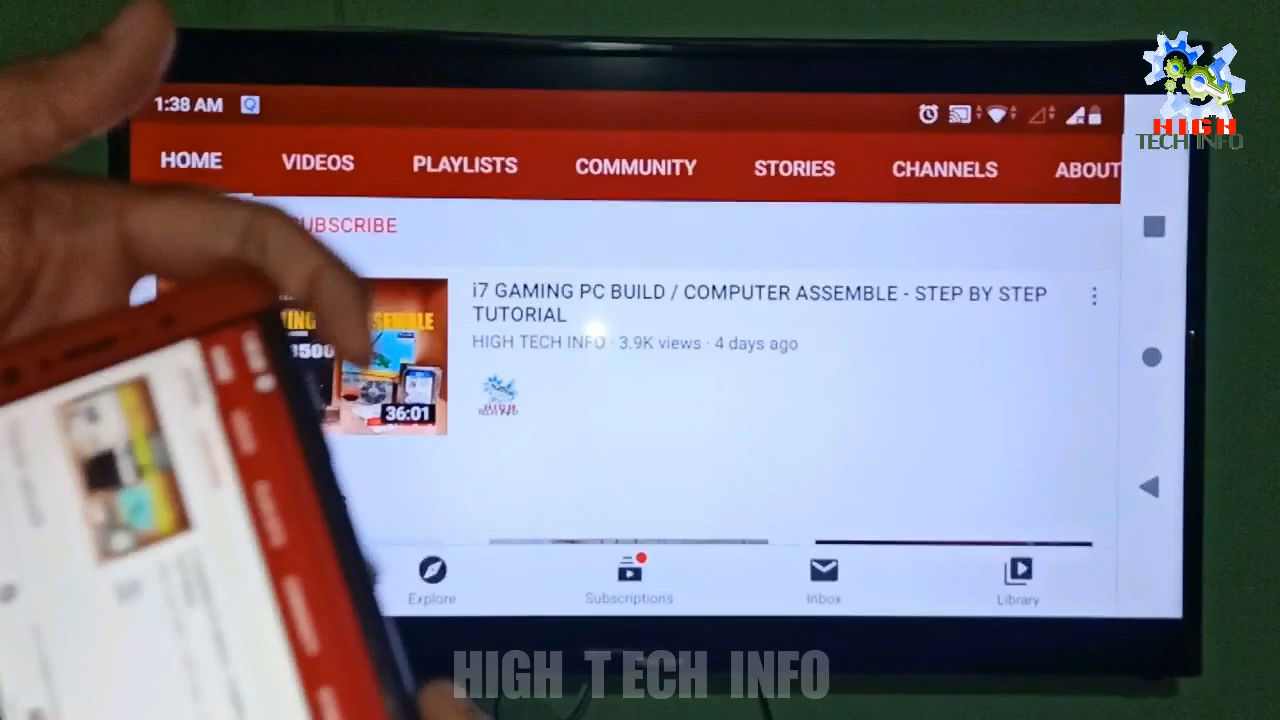 1:38 AM
HIGH
TECH INFO
HOME VIDEOS PLAYLISTS COMMUNITY STORIES CHANNELS ABOUT
UBSCRIBE
i7 GAMING PC BUILD / COMPUTER ASSEMBLE - STEP BY STEP
TUTORIAL
HIGH TECH INFO · 3.9K views · 4 days ago
SEMBLE
1500
36:01
Explore Subscriptions Inbox Library
HIGH TECH INFO